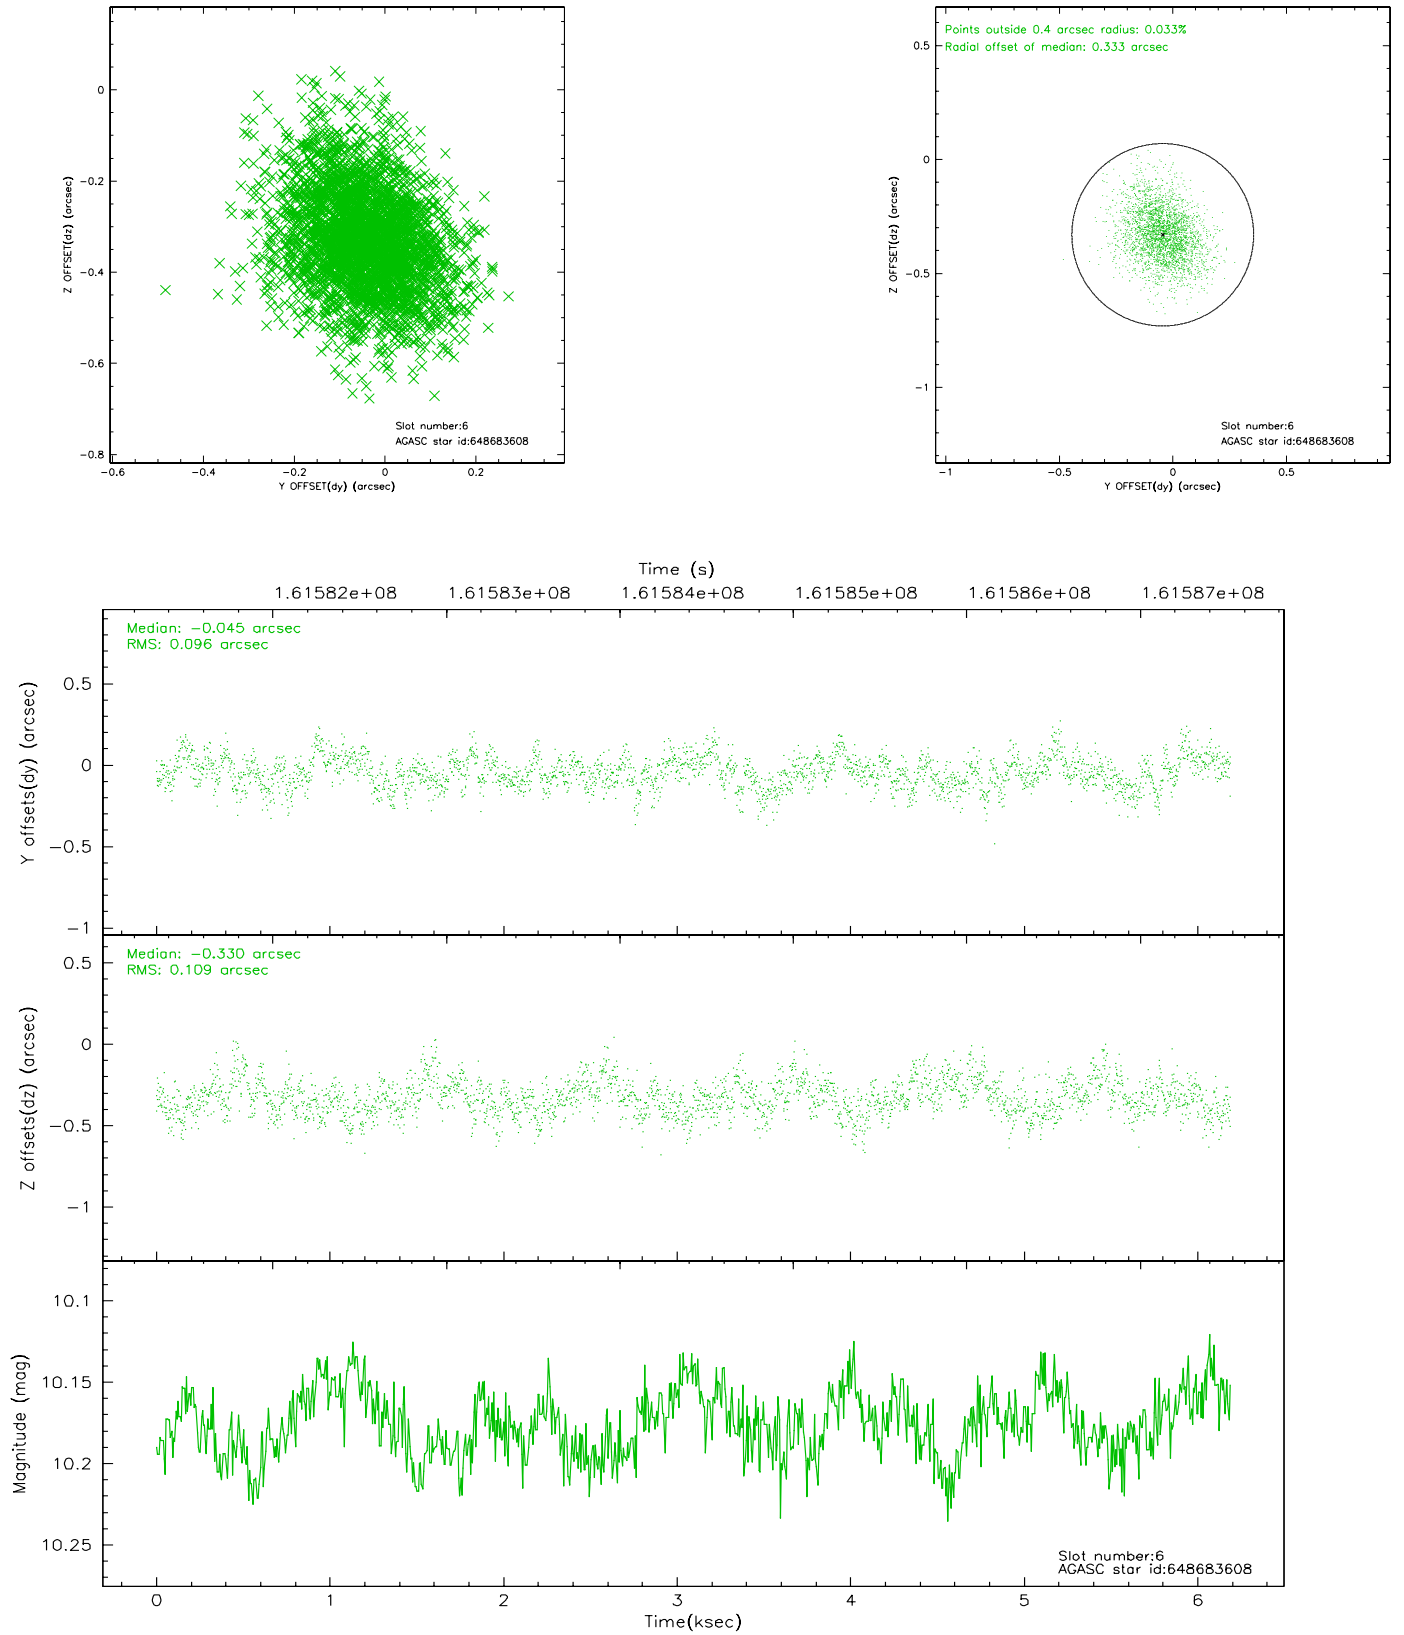 0
−0.2
−0.4
−0.6
−0.8
−0.6
−0.4
−0.2
0
0.2
Z OFFSET(dz) (arcsec)
Y OFFSET(dy) (arcsec)
Slot number:6
AGASC star id:648683608
Points outside 0.4 arcsec radius: 0.033%
Radial offset of median: 0.333 arcsec
0.5
0
−0.5
−1
−1
−0.5
0
0.5
Z OFFSET(dz) (arcsec)
Y OFFSET(dy) (arcsec)
Slot number:6
AGASC star id:648683608
Time (s)
1.61582e+08
1.61583e+08
1.61584e+08
1.61585e+08
1.61586e+08
1.61587e+08
Median: −0.045 arcsec
RMS: 0.096 arcsec
0.5
0
−0.5
−1
Y offsets(dy) (arcsec)
Median: −0.330 arcsec
RMS: 0.109 arcsec
0.5
0
−0.5
−1
Z offsets(dz) (arcsec)
10.1
10.15
10.2
10.25
Magnitude (mag)
Slot number:6
AGASC star id:648683608
0
1
2
3
4
5
6
Time(ksec)